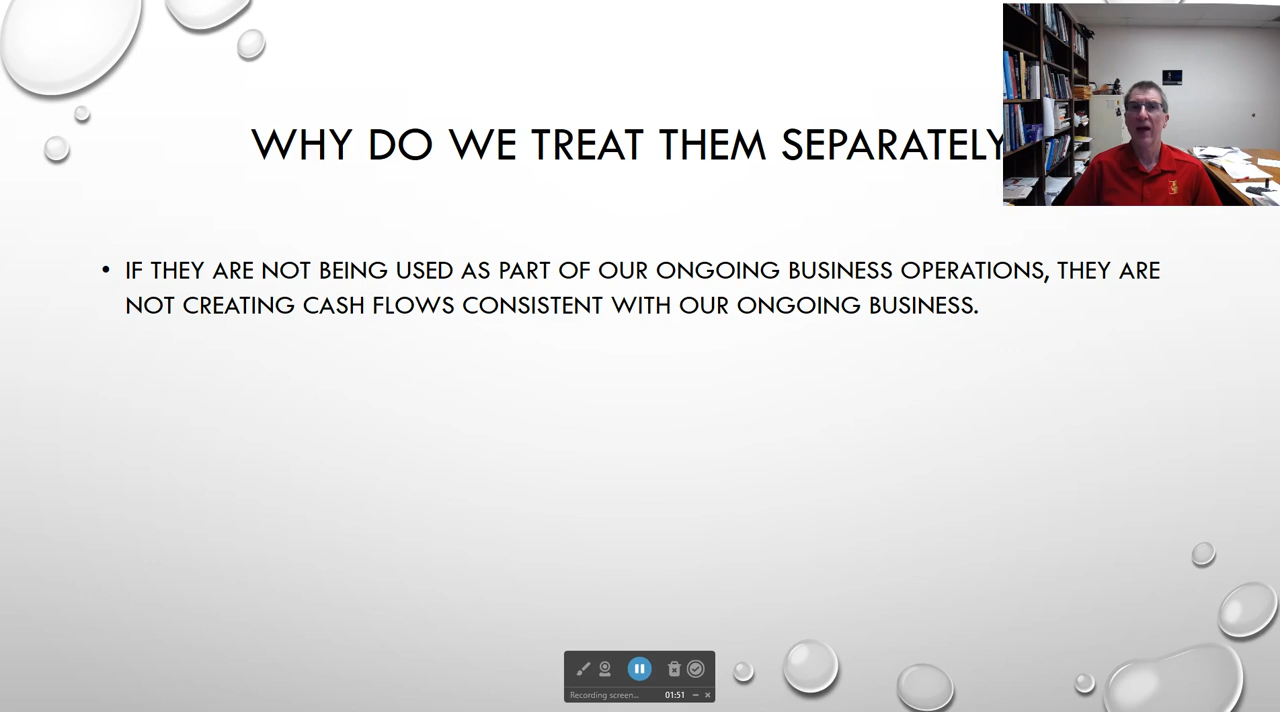 WHY DO WE TREAT THEM SEPARATELY
• IF THEY ARE NOT BEING USED AS PART OF OUR ONGOING BUSINESS OPERATIONS, THEY ARE
NOT CREATING CASH FLOWS CONSISTENT WITH OUR ONGOING BUSINESS.
Recording screen... 01:51